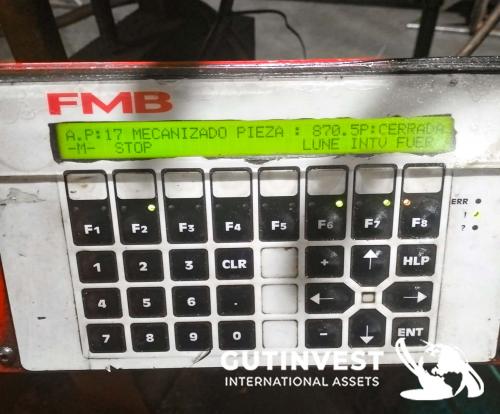 FMB
A.P:17 MECANIZADO PIEZA : 870.5P:CERRADA
-M- STOP LUNE INTV FUER
F1 F2 F3 F4 F5 F6 F7 F8
ERR
!
?
1 2 3 CLR + HLP
4 5 6 .
7 8 9 0 - ENT
GUTINVEST
INTERNATIONAL ASSETS